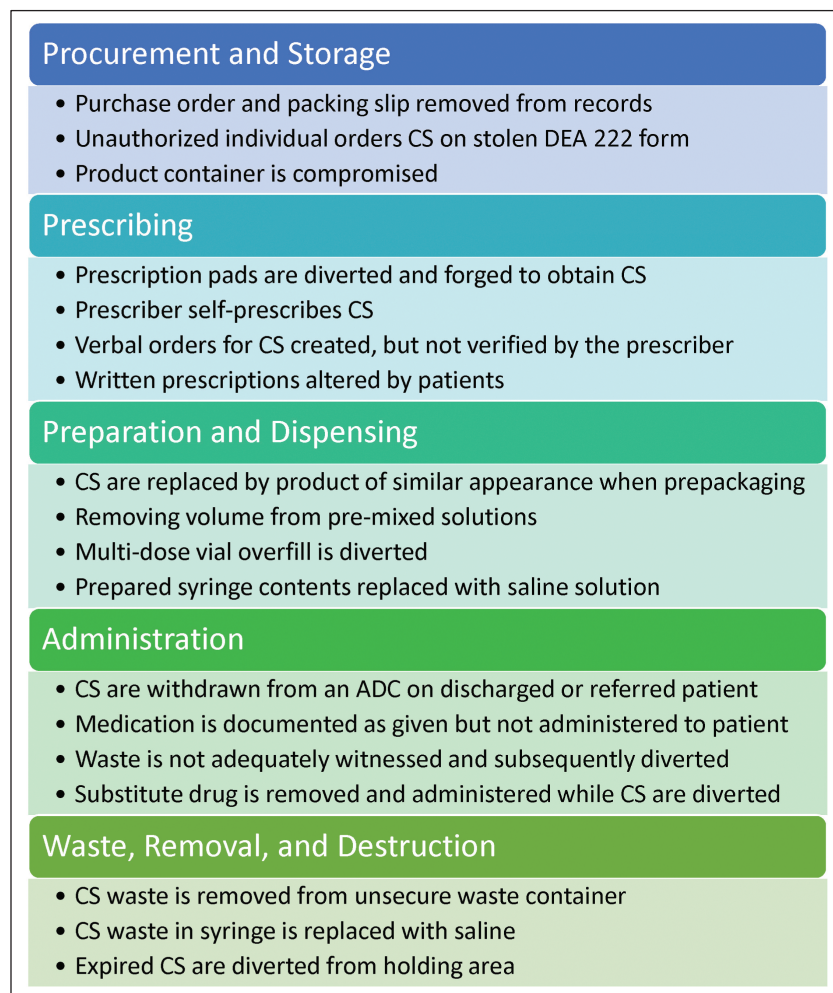 Procurement and Storage
• Purchase order and packing slip removed from records
• Unauthorized individual orders CS on stolen DEA 222 form
• Product container is compromised
Prescribing
• Prescription pads are diverted and forged to obtain CS
• Prescriber self-prescribes CS
• Verbal orders for CS created, but not verified by the prescriber
• Written prescriptions altered by patients
Preparation and Dispensing
• CS are replaced by product of similar appearance when prepackaging
• Removing volume from pre-mixed solutions
• Multi-dose vial overfill is diverted
• Prepared syringe contents replaced with saline solution
Administration
• CS are withdrawn from an ADC on discharged or referred patient
• Medication is documented as given but not administered to patient
• Waste is not adequately witnessed and subsequently diverted
• Substitute drug is removed and administered while CS are diverted
Waste, Removal, and Destruction
• CS waste is removed from unsecure waste container
• CS waste in syringe is replaced with saline
• Expired CS are diverted from holding area